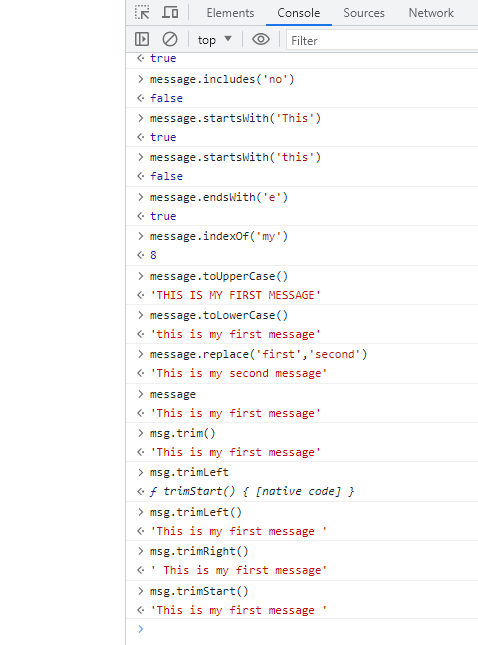 Elements Console Sources Network
top ▼ Filter
true
message.includes('no')
false
message.startsWith('This')
true
message.startsWith('this')
false
message.endsWith('e')
true
message.indexOf('my')
8
message.toUpperCase()
'THIS IS MY FIRST MESSAGE'
message.toLowerCase()
'this is my first message'
message.replace('first','second')
'This is my second message'
message
'This is my first message'
msg.trim()
'This is my first message'
msg.trimLeft
ƒ trimStart() { [native code] }
msg.trimLeft()
'This is my first message '
msg.trimRight()
' This is my first message'
msg.trimStart()
'This is my first message '